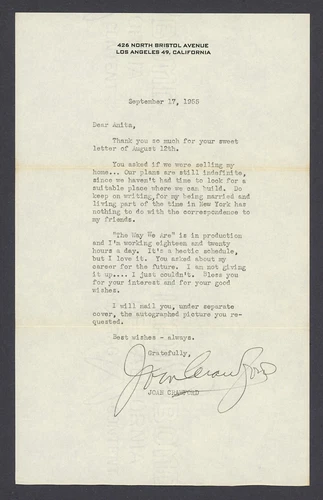 426 NORTH BRISTOL AVENUE
LOS ANGELES 49, CALIFORNIA
September 17, 1955
Dear Anita,
Thank you so much for your sweet
letter of August 12th.
You asked if we were selling my
home... Our plans are still indefinite,
since we haven't had time to look for a
suitable place where we can build. Do
keep on writing, for my being married and
living part of the time in New York has
nothing to do with the correspondence to
my friends.
"The Way We Are" is in production
and I'm working eighteen and twenty
hours a day. It's a hectic schedule,
but I love it. You asked about my
career for the future. I am not giving
it up.... I just couldn't. Bless you
for your interest and for your good
wishes.
I will mail you, under separate
cover, the autographed picture you re-
quested.
Best wishes - always.
Gratefully,
Joan Crawford
JOAN CRAWFORD